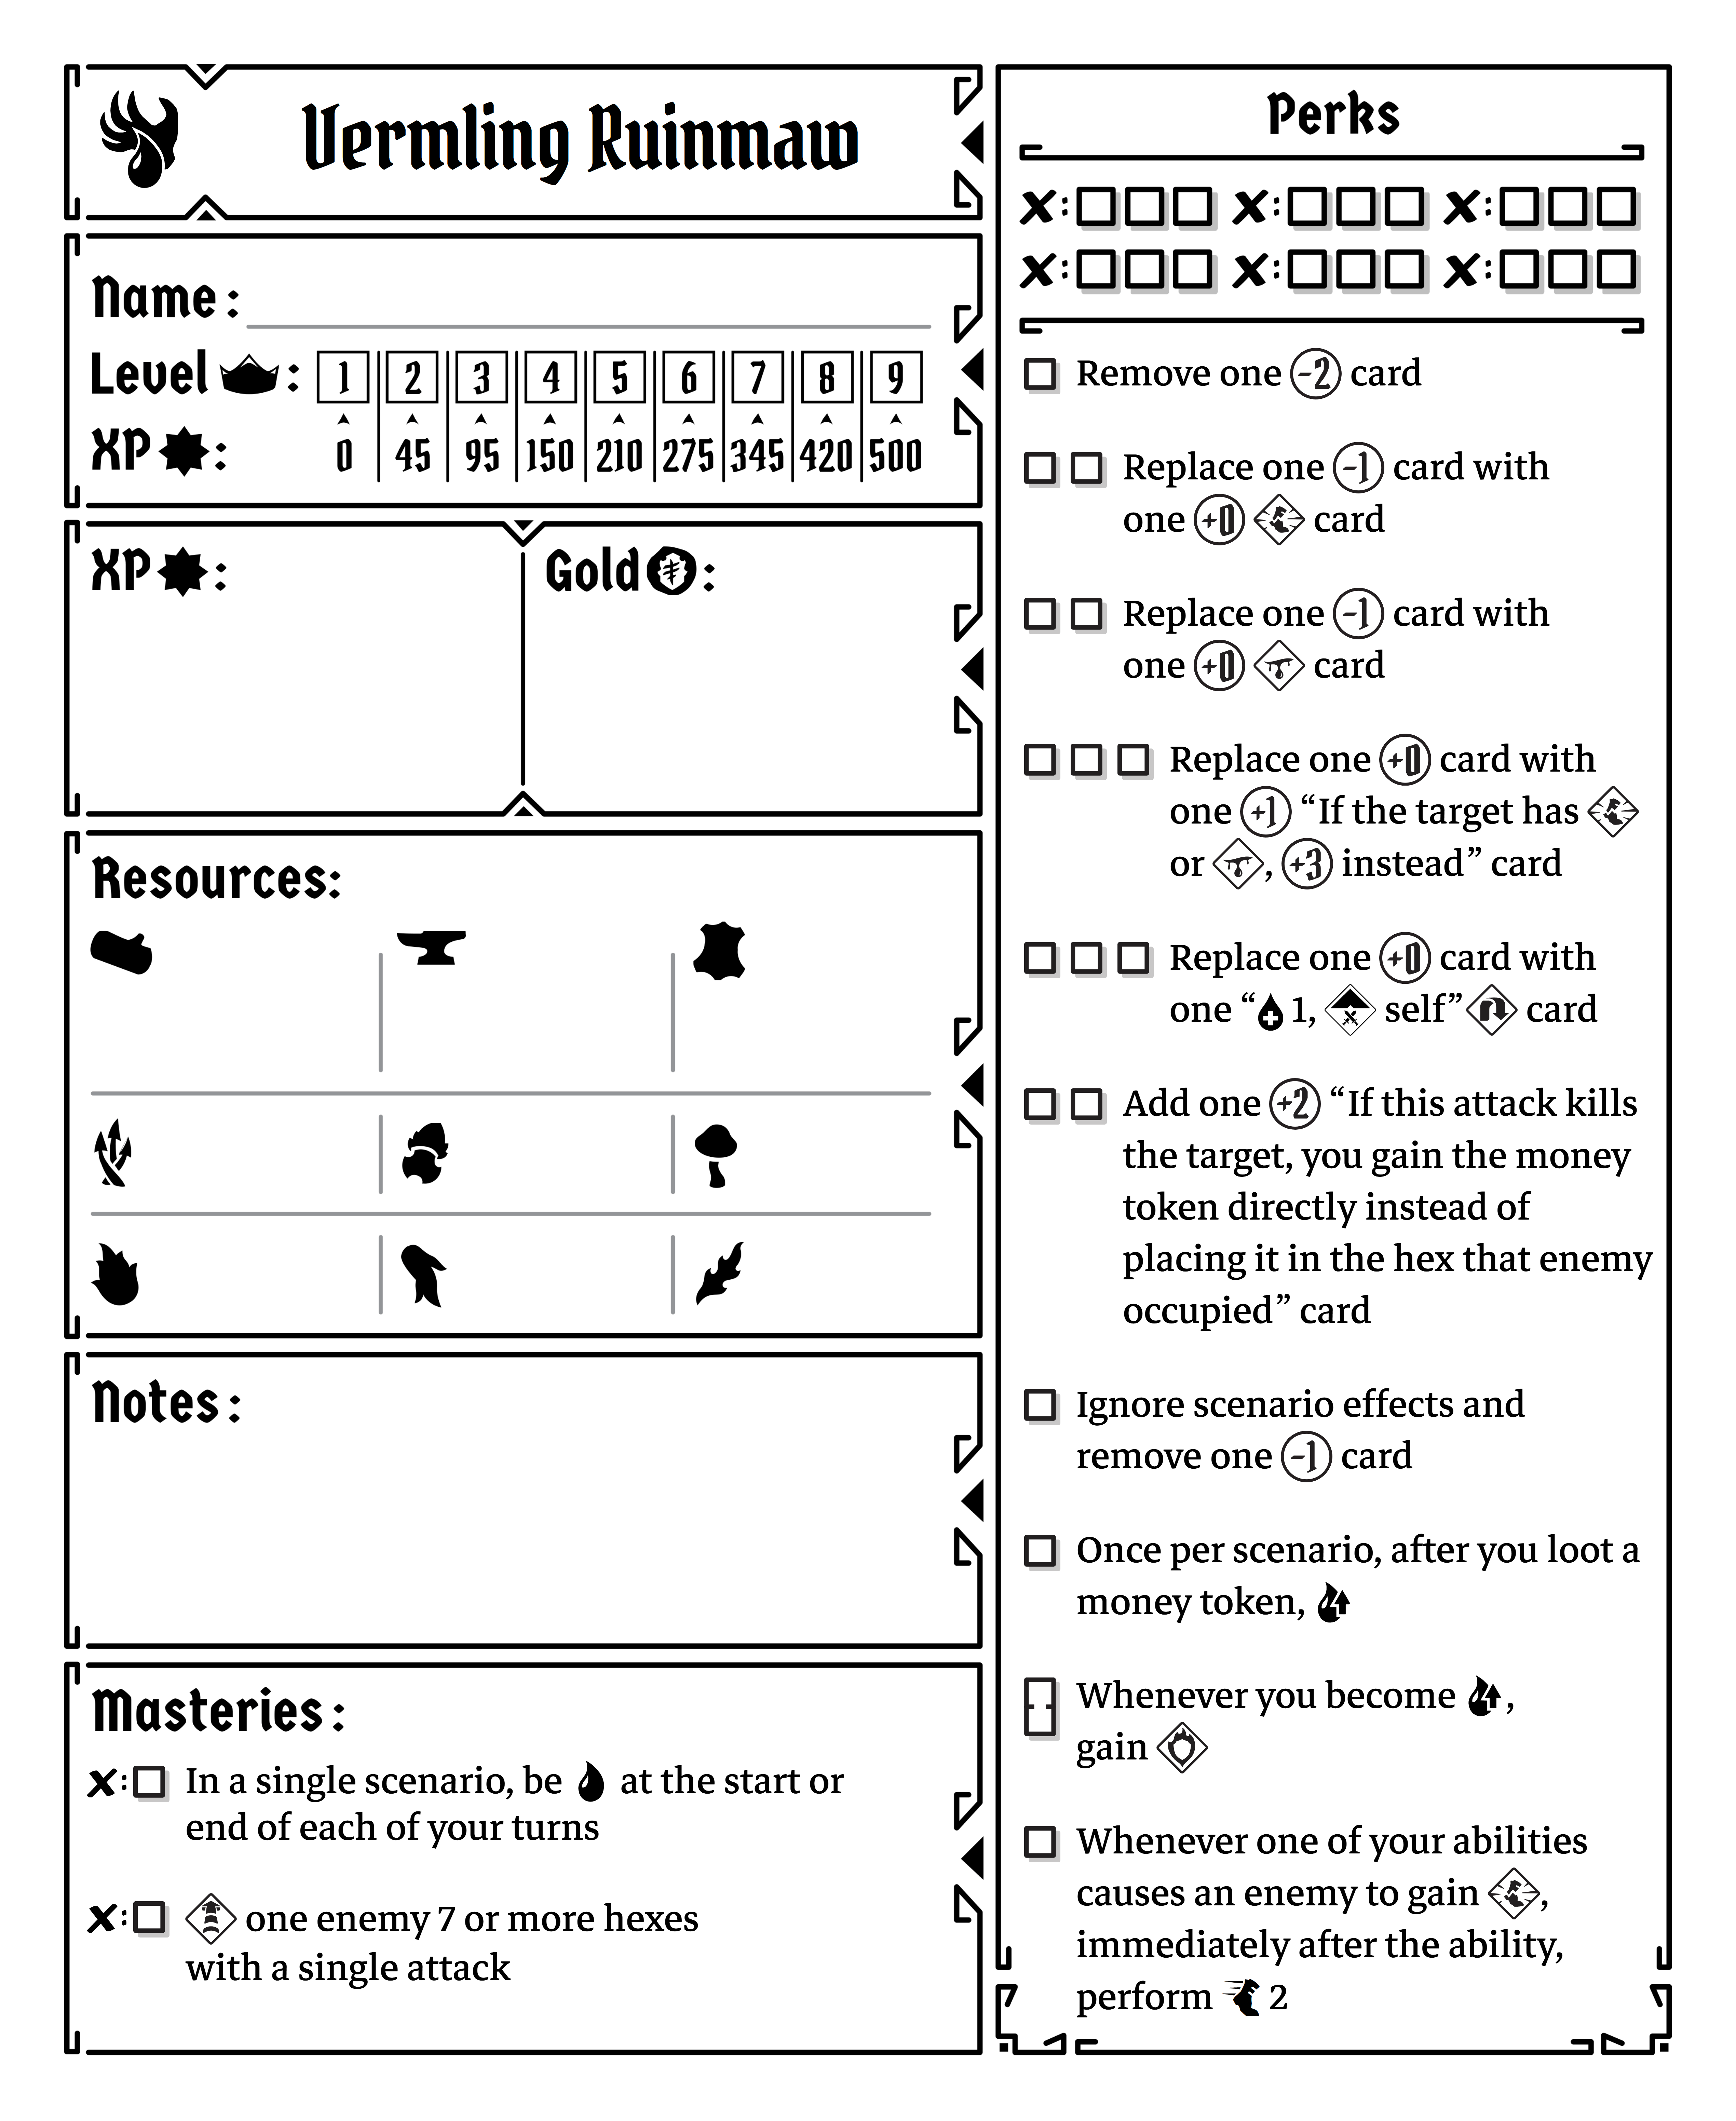 Vermling Ruinmaw
Name:
Level: 1 2 3 4 5 6 7 8 9
XP: 0 45 95 150 210 275 345 420 500
XP:
Gold:
Resources:
Notes:
Masteries:
x: In a single scenario, be at the start or
end of each of your turns
x: one enemy 7 or more hexes
with a single attack
Perks
x: x: x:
x: x: x:
Remove one -2 card
Replace one -1 card with
one +0 card
Replace one -1 card with
one +0 card
Replace one +0 card with
one +1 “If the target has
or , +3 instead” card
Replace one +0 card with
one “ 1, self” card
Add one +2 “If this attack kills
the target, you gain the money
token directly instead of
placing it in the hex that enemy
occupied” card
Ignore scenario effects and
remove one -1 card
Once per scenario, after you loot a
money token,
Whenever you become ,
gain
Whenever one of your abilities
causes an enemy to gain ,
immediately after the ability,
perform 2